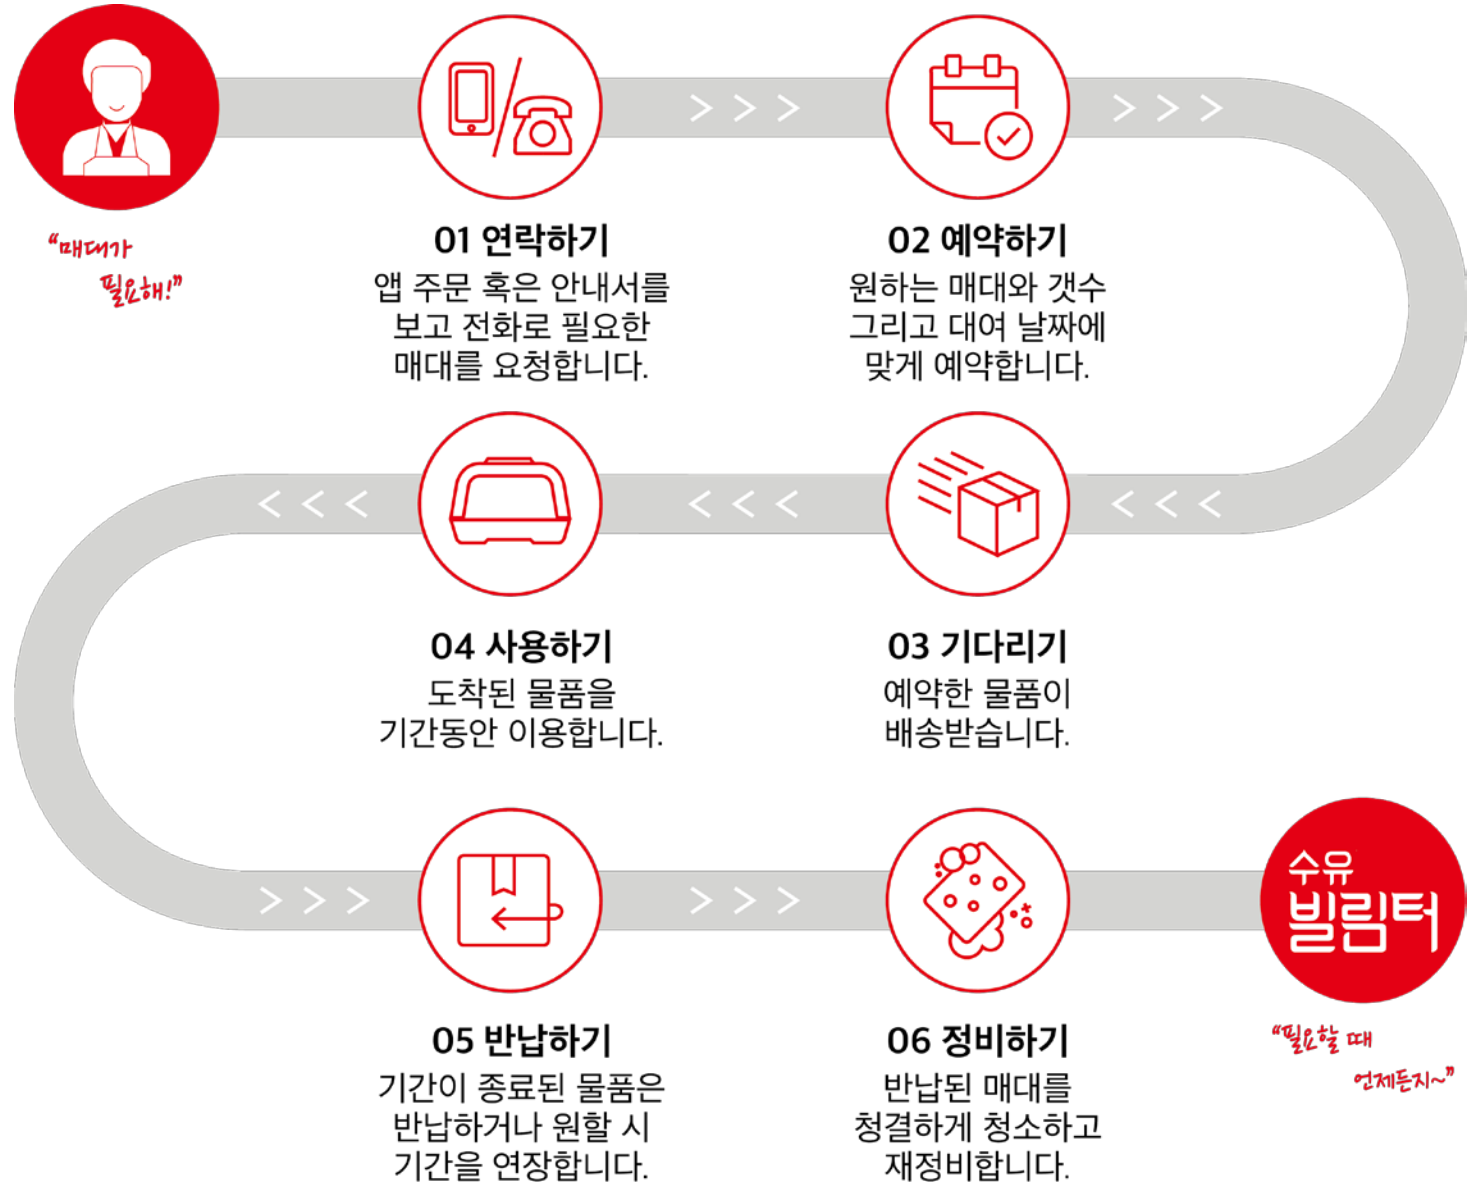 “매대가
필요해!”
01 연락하기
앱 주문 혹은 안내서를
보고 전화로 필요한
매대를 요청합니다.
02 예약하기
원하는 매대와 갯수
그리고 대여 날짜에
맞게 예약합니다.
03 기다리기
예약한 물품이
배송받습니다.
04 사용하기
도착된 물품을
기간동안 이용합니다.
05 반납하기
기간이 종료된 물품은
반납하거나 원할 시
기간을 연장합니다.
06 정비하기
반납된 매대를
청결하게 청소하고
재정비합니다.
수유
빌림터
“필요할 때
언제든지~”